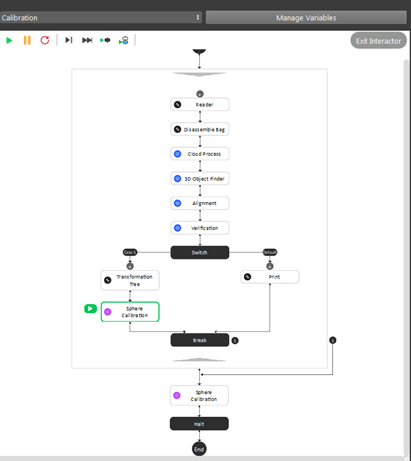 Calibration
Manage Variables
Exit Interactor
Reader
Disassemble Bag
Cloud Process
3D Object Finder
Alignment
Verification
Switch
Case 1
Default
Transformation
Tree
Print
Sphere
Calibration
Break
Sphere
Calibration
Halt
End